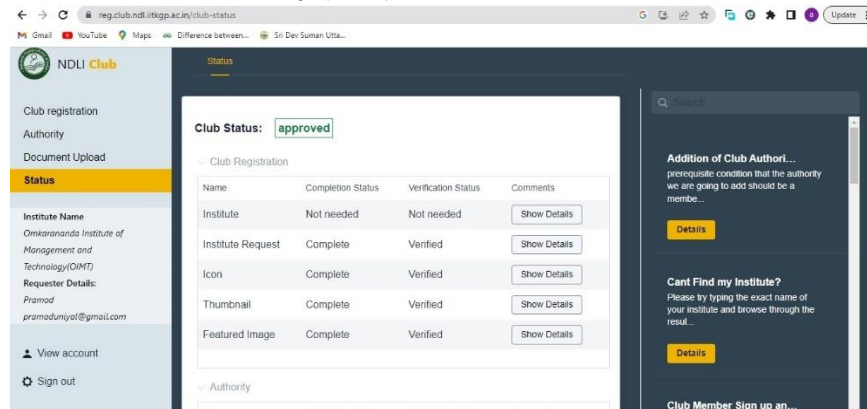 reg.club.ndl.iitkgp.ac.in/club-status
Update
Gmail YouTube Maps Difference between... Sri Dev Suman Utta...
NDLI Club
Club registration
Authority
Document Upload
Status
Institute Name
Omkarananda Institute of
Management and
Technology(OIMT)
Requester Details:
Pramod
pramoduniyal@gmail.com
View account
Sign out
Status
Club Status: approved
Club Registration
Name Completion Status Verification Status Comments
Institute Not needed Not needed Show Details
Institute Request Complete Verified Show Details
Icon Complete Verified Show Details
Thumbnail Complete Verified Show Details
Featured Image Complete Verified Show Details
Authority
Search
Addition of Club Authori...
prerequisite condition that the authority
we are going to add should be a
membe...
Details
Cant Find my Institute?
Please try typing the exact name of
your institute and browse through the
resul...
Details
Club Member Sign up an...